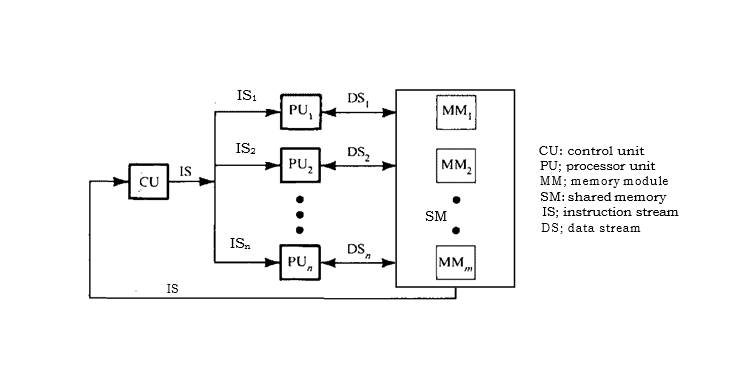 IS₁
PU₁
DS₁
MM₁
IS₂
PU₂
DS₂
MM₂
CU
IS
SM
ISₙ
PUₙ
DSₙ
MMₘ
IS
CU: control unit
PU; processor unit
MM; memory module
SM: shared memory
IS; instruction stream
DS; data stream